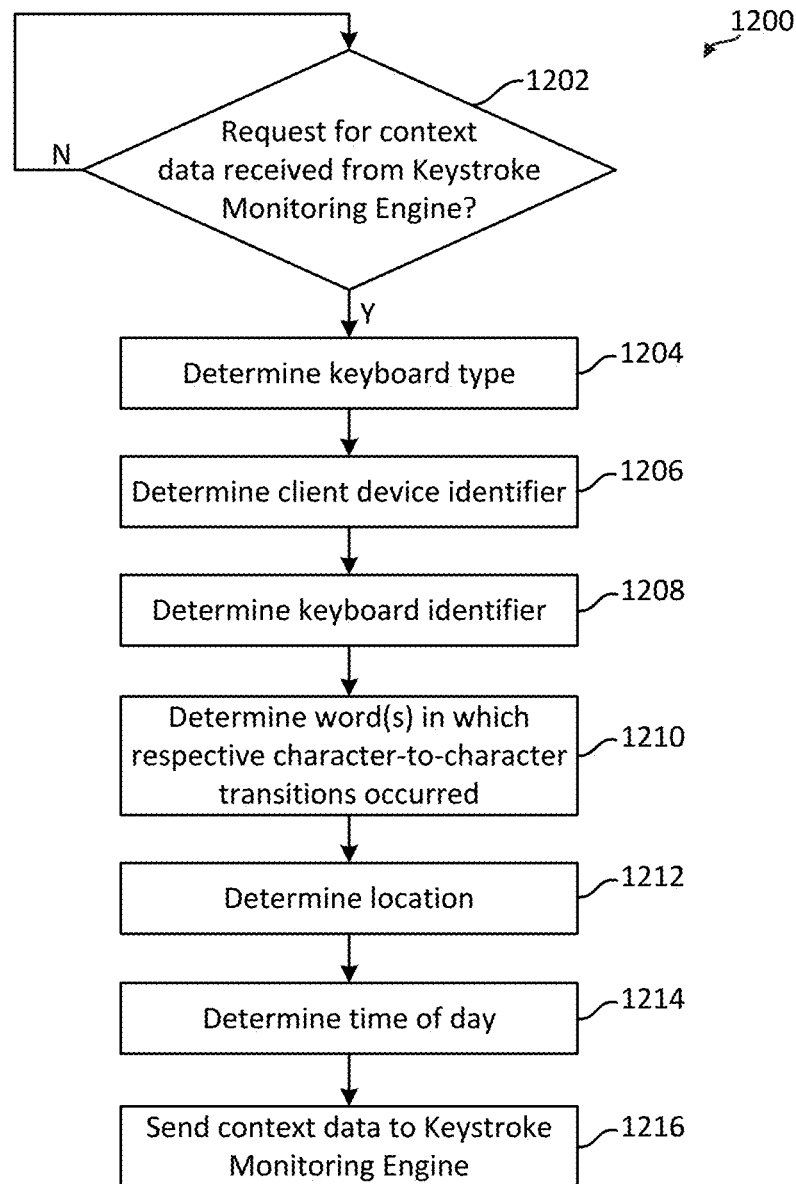 1200
1202
Request for context
data received from Keystroke
Monitoring Engine?
N
Y
Determine keyboard type
1204
Determine client device identifier
1206
Determine keyboard identifier
1208
Determine word(s) in which
respective character-to-character
transitions occurred
1210
Determine location
1212
Determine time of day
1214
Send context data to Keystroke
Monitoring Engine
1216